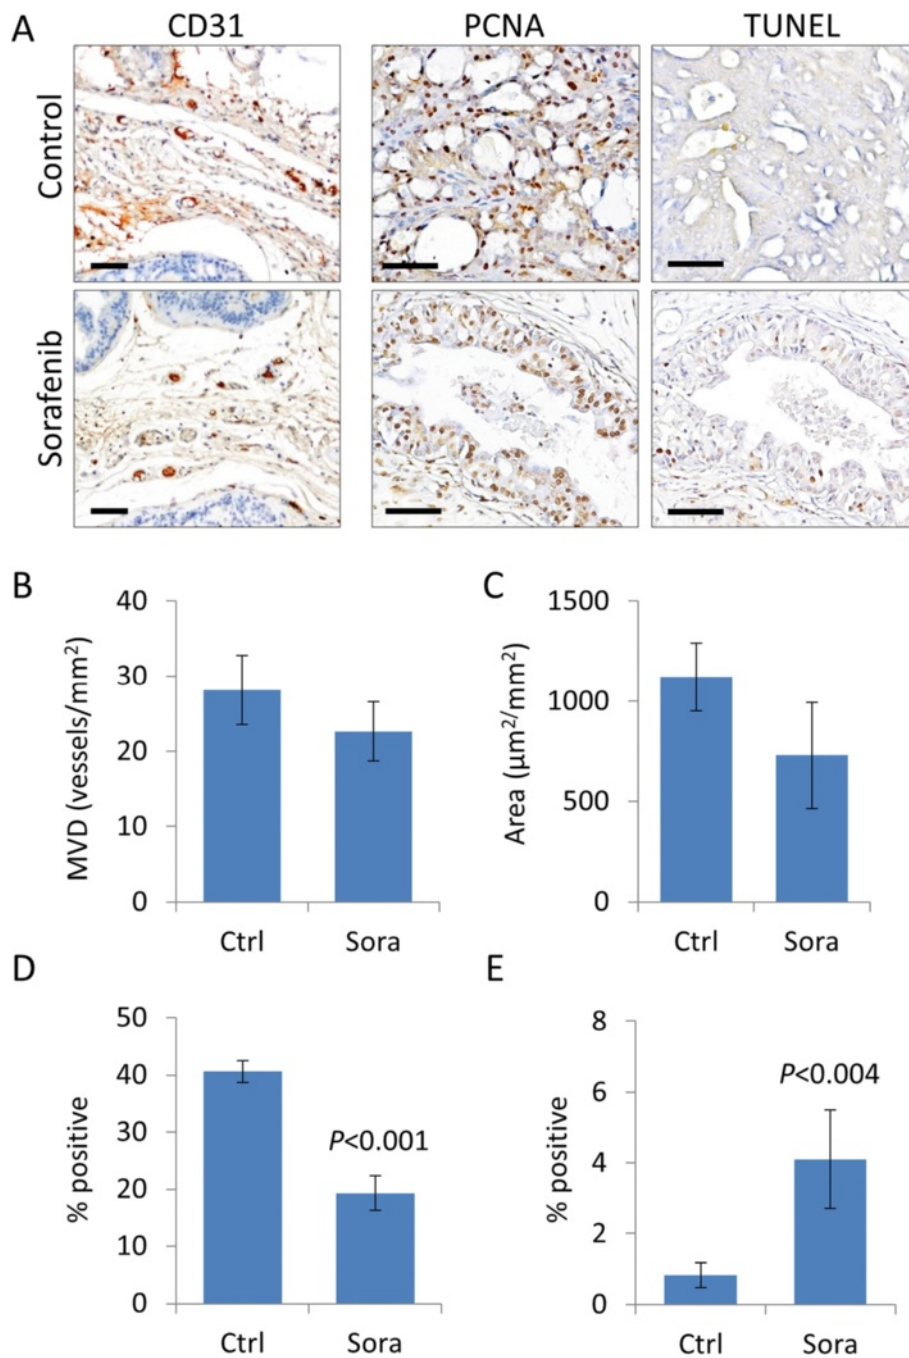 A
CD31
PCNA
TUNEL
Control
Sorafenib
B
MVD (vessels/mm²)
40
30
20
10
0
Ctrl
Sora
C
Area (µm²/mm²)
1500
1000
500
0
Ctrl
Sora
D
% positive
50
40
30
20
10
0
P<0.001
Ctrl
Sora
E
% positive
8
6
4
2
0
P<0.004
Ctrl
Sora